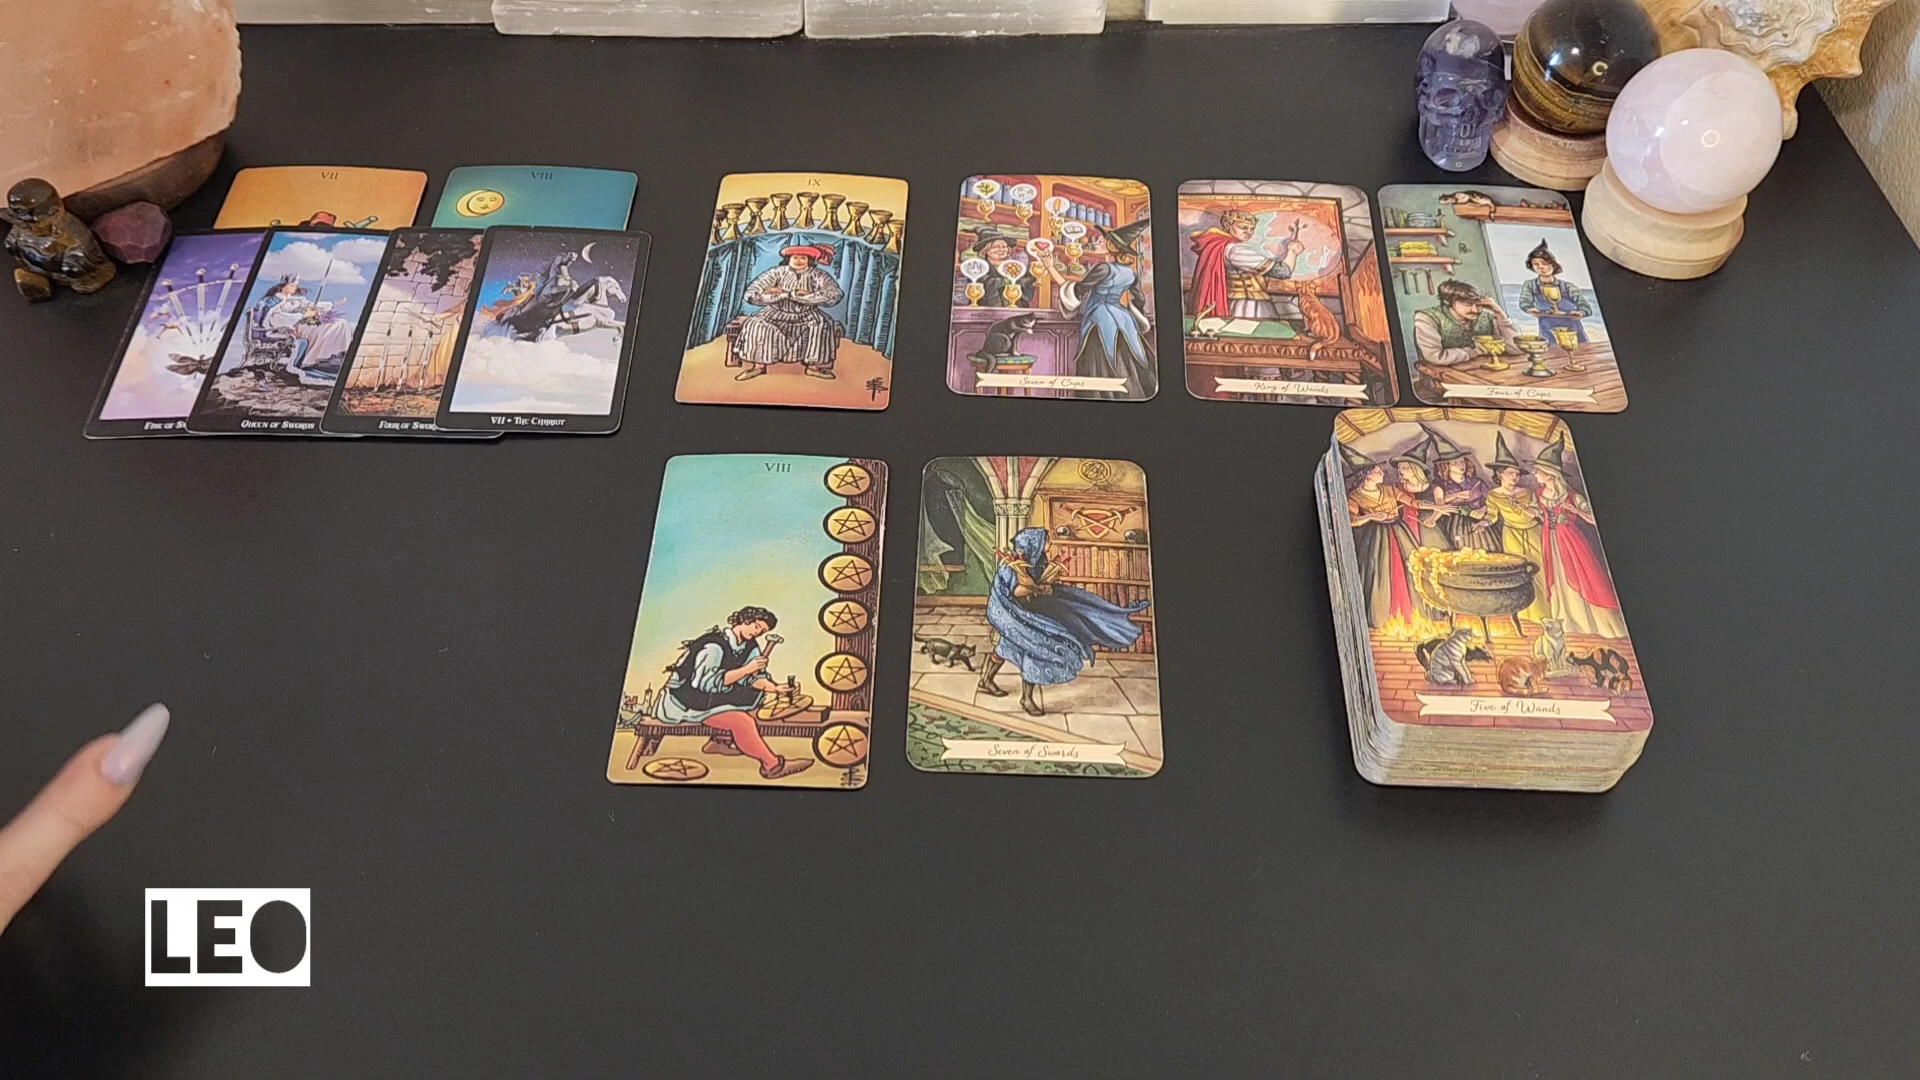 VII
VIII
IX
Seven of Cups
King of Wands
Four of Cups
QUEEN OF SWORDS
VII • THE CHARIOT
VIII
Seven of Swords
Five of Wands
LEO